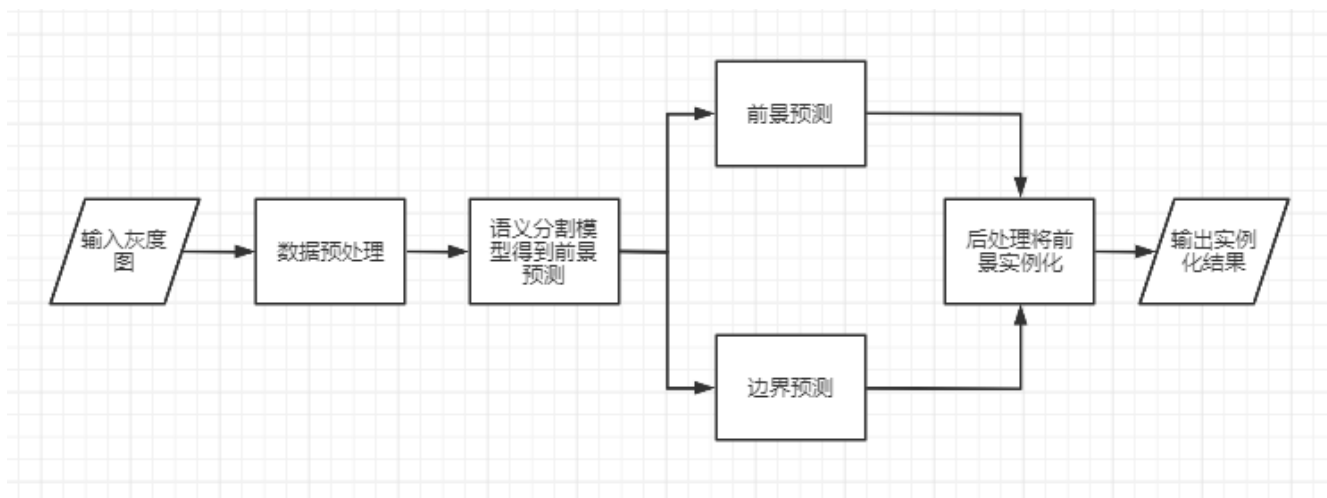 输入灰度
图
数据预处理
语义分割模
型得到前景
预测
前景预测
边界预测
后处理将前
景实例化
输出实例
化结果